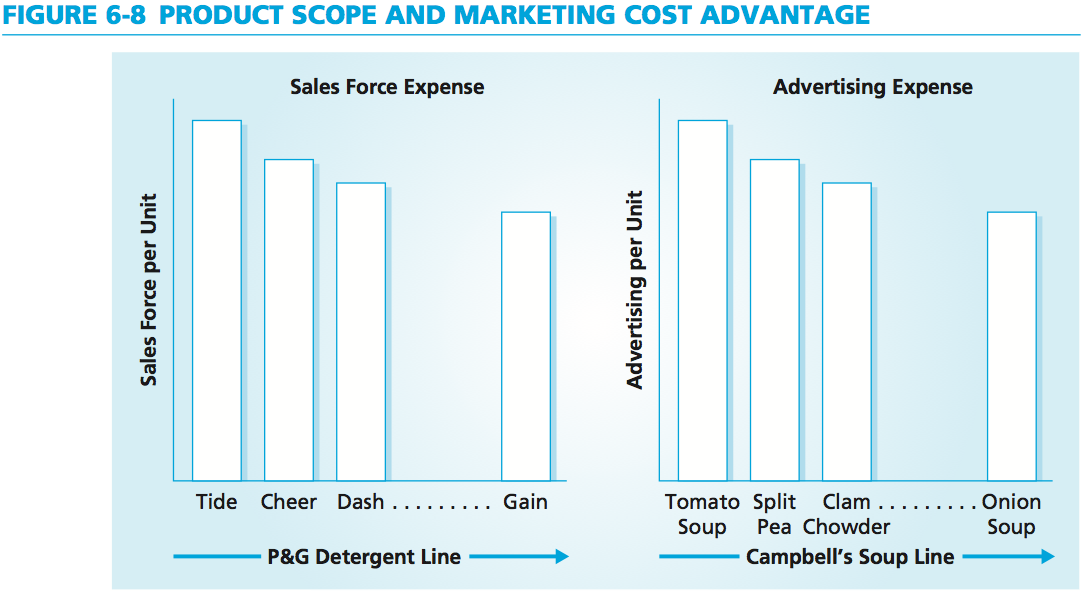 FIGURE 6-8 PRODUCT SCOPE AND MARKETING COST ADVANTAGE
Sales Force Expense
Sales Force per Unit
Tide Cheer Dash ......... Gain
P&G Detergent Line
Advertising Expense
Advertising per Unit
Tomato Split Clam ......... Onion
Soup Pea Chowder Soup
Campbell's Soup Line